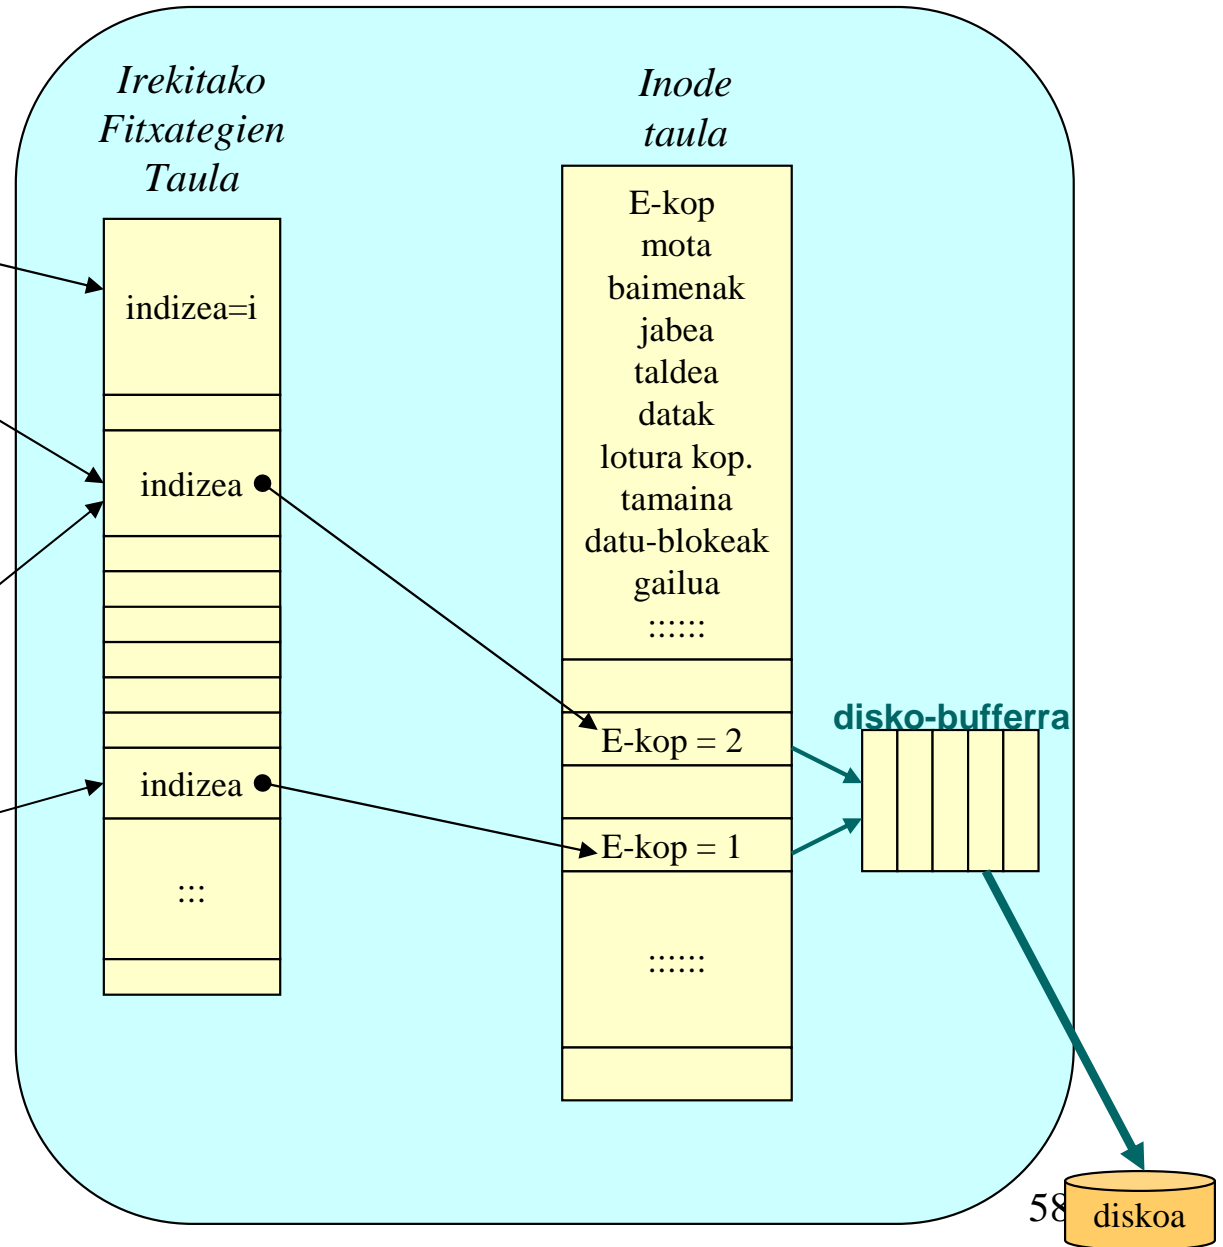 Irekitako
Fitxategien
Taula
indizea=i
indizea
indizea
:::
Inode
taula
E-kop
mota
baimenak
jabea
taldea
datak
lotura kop.
tamaina
datu-blokeak
gailua
::::::
E-kop = 2
E-kop = 1
::::::
disko-bufferra
58
diskoa